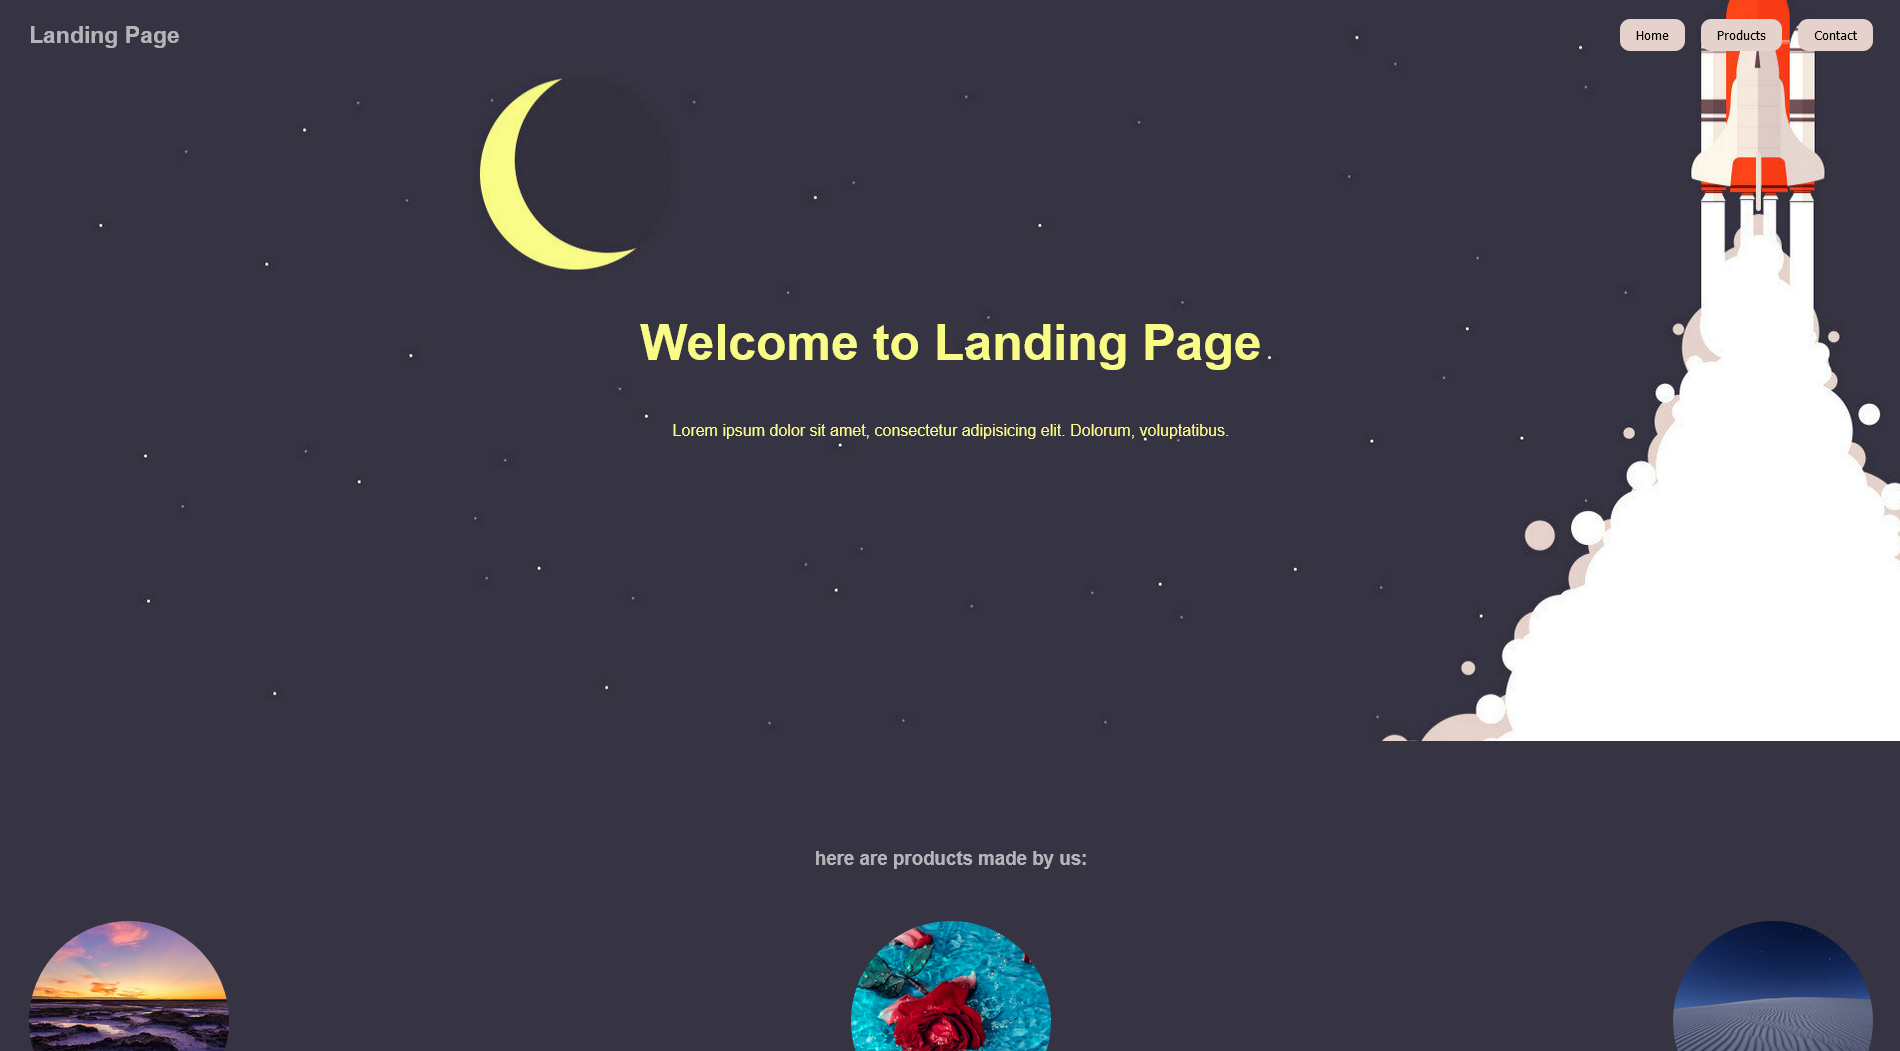 Landing Page
Home
Products
Contact
Welcome to Landing Page
Lorem ipsum dolor sit amet, consectetur adipisicing elit. Dolorum, voluptatibus.
here are products made by us: